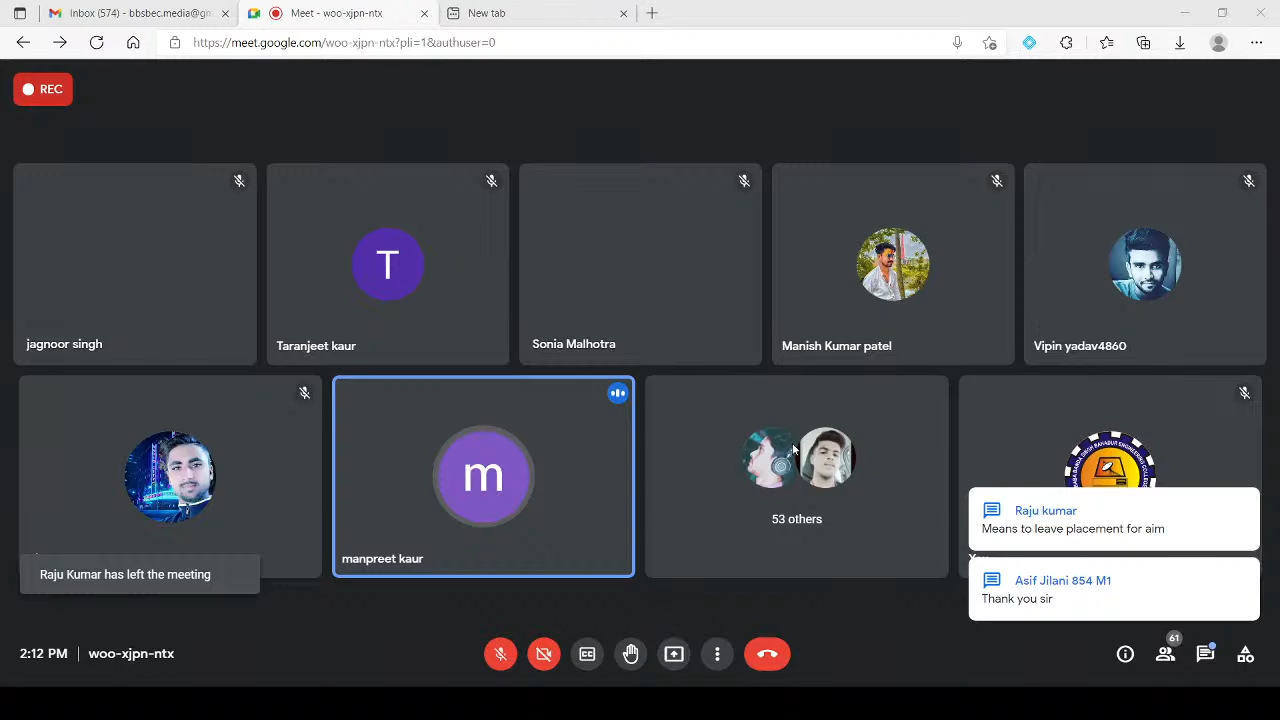 Inbox (574) - bbsbec.media@gn
Meet - woo-xjpn-ntx
New tab
https://meet.google.com/woo-xjpn-ntx?pli=1&authuser=0
REC
jagnoor singh
T
Taranjeet kaur
Sonia Malhotra
Manish Kumar patel
Vipin yadav4860
m
manpreet kaur
53 others
Raju kumar
Means to leave placement for aim
Raju Kumar has left the meeting
Asif Jilani 854 M1
Thank you sir
2:12 PM | woo-xjpn-ntx
CC
61